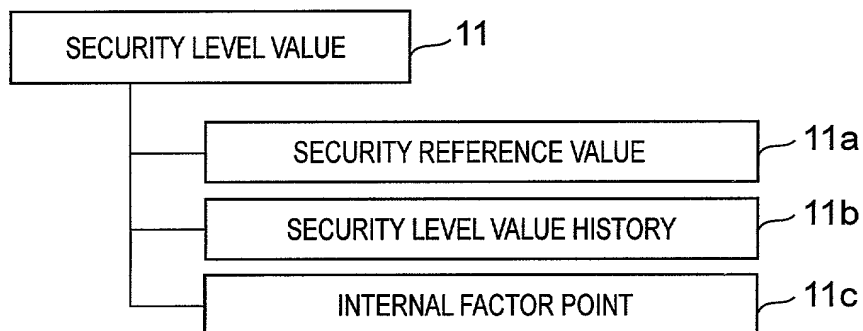 SECURITY LEVEL VALUE 11
SECURITY REFERENCE VALUE 11a
SECURITY LEVEL VALUE HISTORY 11b
INTERNAL FACTOR POINT 11c